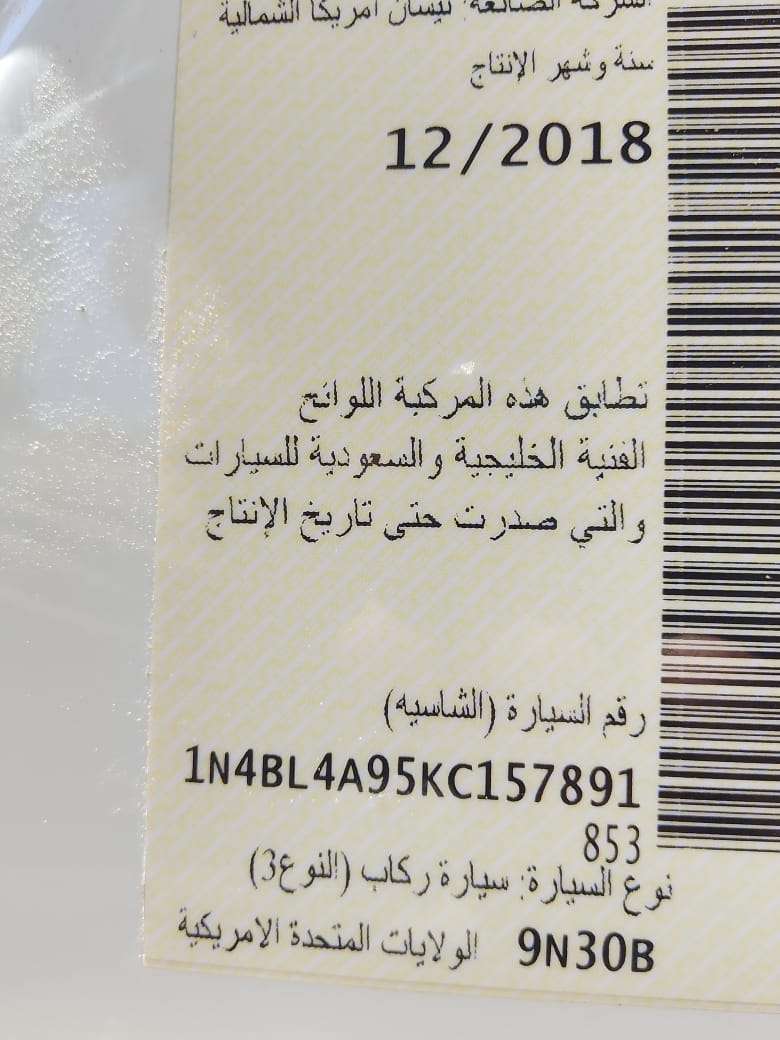 الشركة الصانعة: نيسان أمريكا الشمالية
سنة وشهر الإنتاج
12/2018
تطابق هذه المركبة اللوائح
الفنية الخليجية والسعودية للسيارات
والتي صدرت حتى تاريخ الإنتاج
رقم السيارة (الشاسيه)
1N4BL4A95KC157891
853
نوع السيارة: سيارة ركاب (النوع3)
9N30B الولايات المتحدة الامريكية